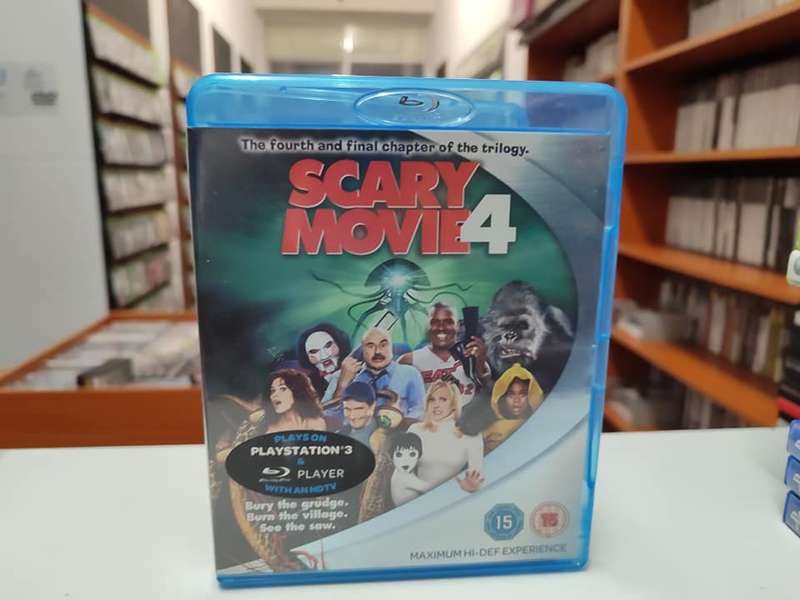 The fourth and final chapter of the trilogy.
SCARY
MOVIE 4
HEAT
PLAYS ON
PLAYSTATION®3
&
PLAYER
WITH AN HDTV
Bury the grudge.
Burn the village.
See the saw.
15
15
MAXIMUM HI-DEF EXPERIENCE